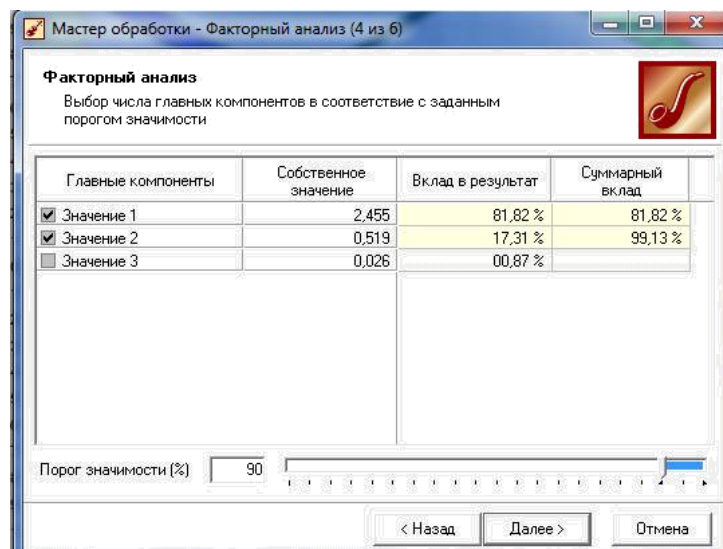 Мастер обработки - Факторный анализ (4 из 6)
Факторный анализ
Выбор числа главных компонентов в соответствие с заданным
порогом значимости
Главные компоненты Собственное значение Вклад в результат Суммарный вклад
Значение 1 2,455 81,82 % 81,82 %
Значение 2 0,519 17,31 % 99,13 %
Значение 3 0,026 00,87 %
Порог значимости (%) 90
< Назад Далее > Отмена